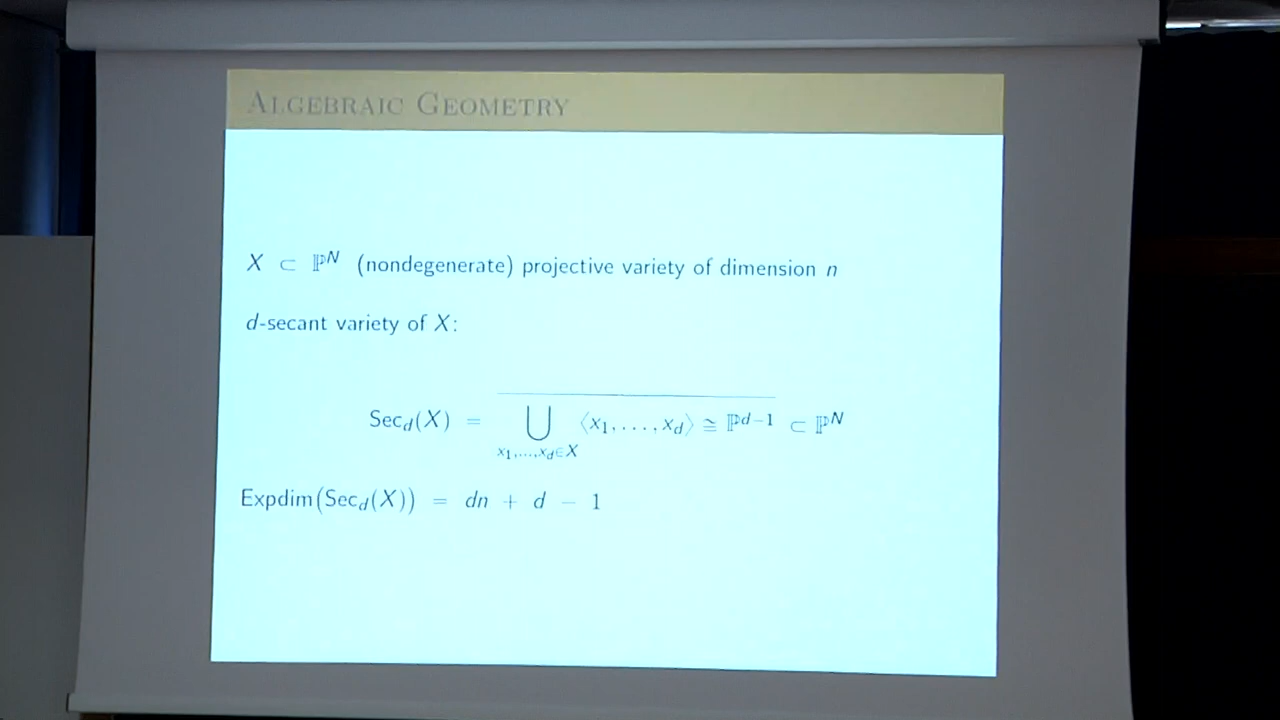 ALGEBRAIC GEOMETRY
X ⊂ ℙ^N (nondegenerate) projective variety of dimension n
d-secant variety of X:
Sec_d(X) = \overline{⋃_{x_1,...,x_d∈X} ⟨x_1,...,x_d⟩ ≅ ℙ^{d−1}} ⊂ ℙ^N
Expdim(Sec_d(X)) = dn + d − 1